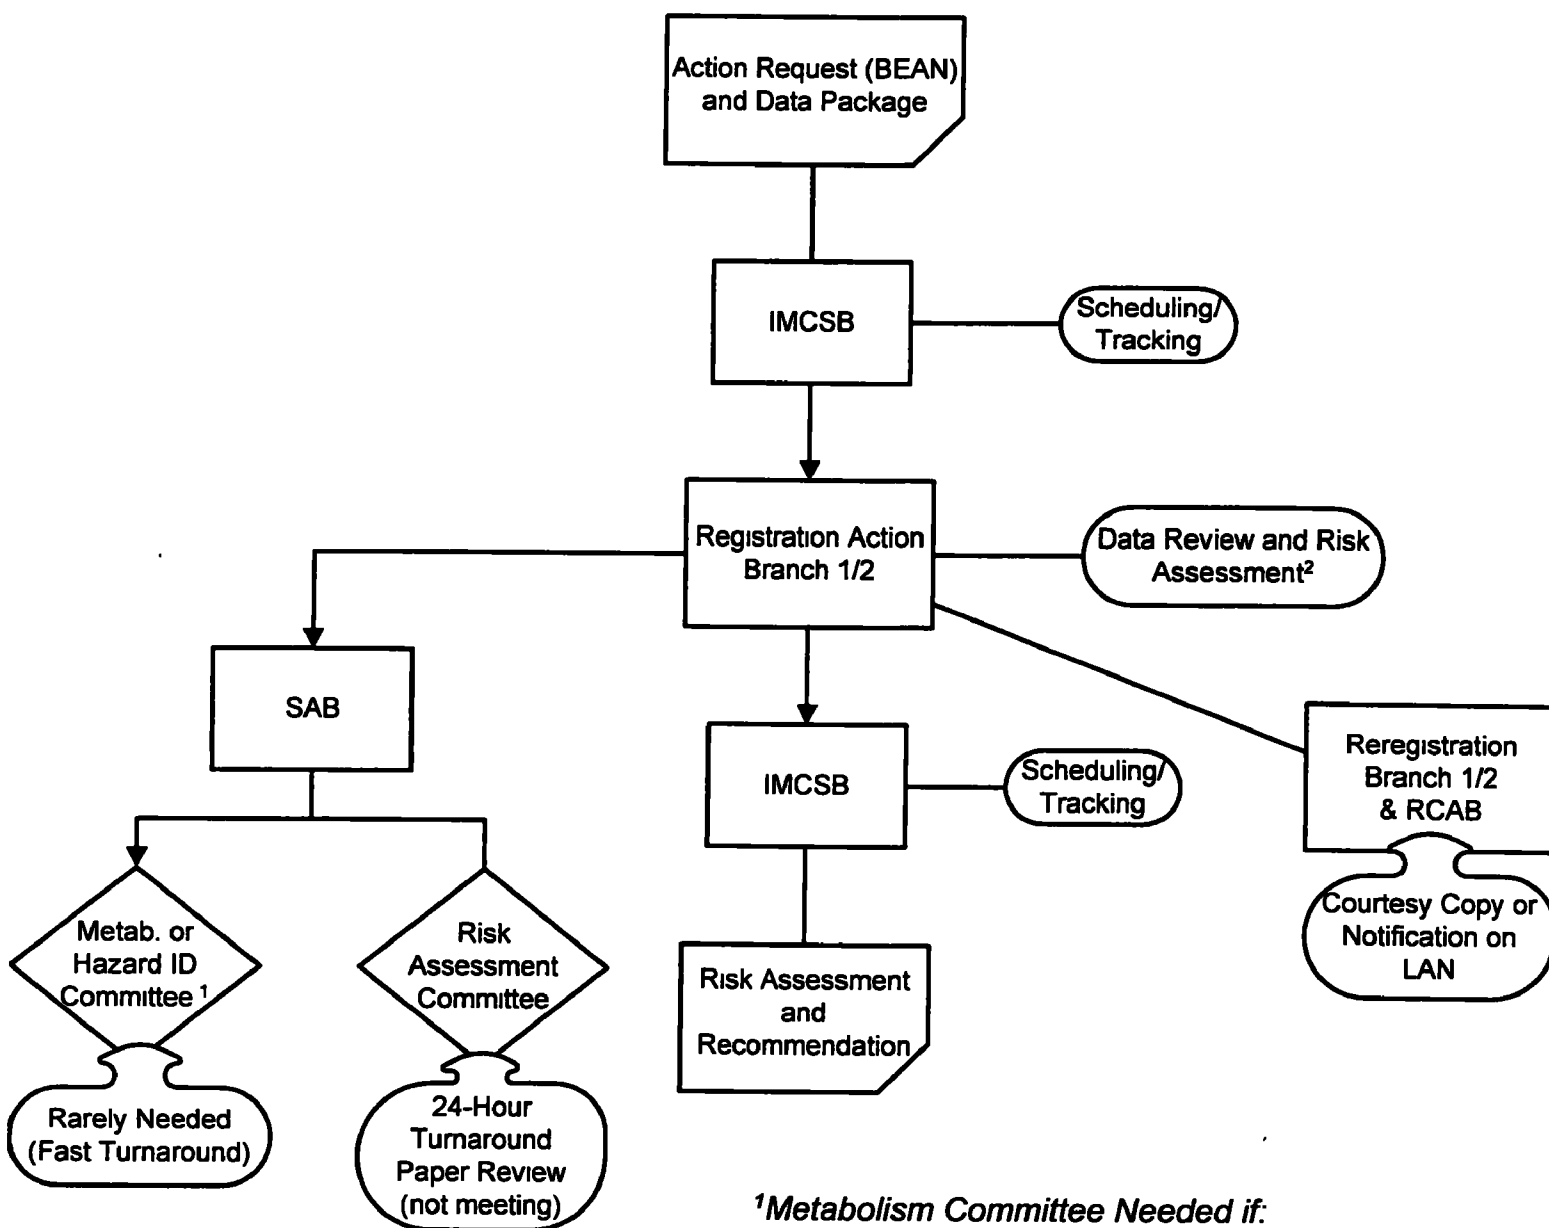 Action Request (BEAN)
and Data Package
IMCSB
Scheduling/
Tracking
Registration Action
Branch 1/2
Data Review and Risk
Assessment²
SAB
IMCSB
Scheduling/
Tracking
Reregistration
Branch 1/2
& RCAB
Courtesy Copy or
Notification on
LAN
Metab. or
Hazard ID
Committee ¹
Risk
Assessment
Committee
Risk Assessment
and
Recommendation
Rarely Needed
(Fast Turnaround)
24-Hour
Turnaround
Paper Review
(not meeting)
¹Metabolism Committee Needed if: